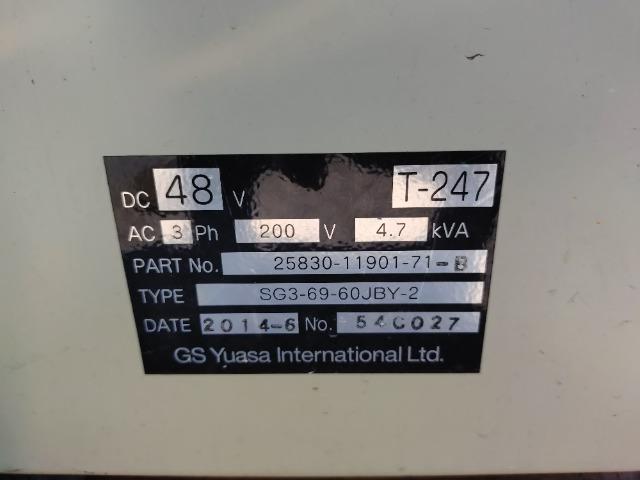 DC 48 V T-247
AC 3 Ph 200 V 4.7 kVA
PART No. 25830-11901-71-B
TYPE SG3-69-60JBY-2
DATE 2014-6 No. 54C027
GS Yuasa International Ltd.